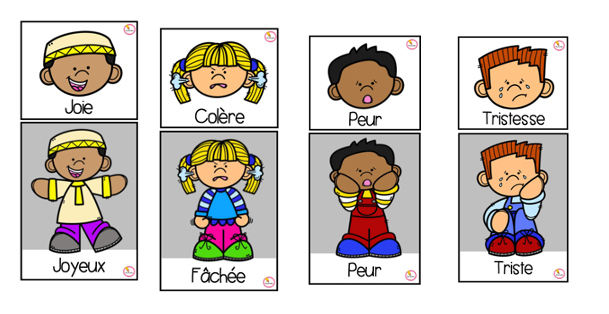 Joie
Colère
Peur
Tristesse
Joyeux
Fâchée
Peur
Triste